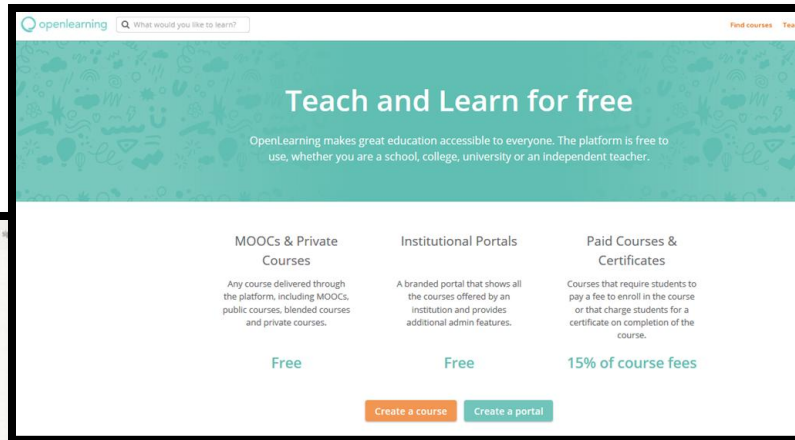 openlearning
What would you like to learn?
Find courses
Teach and Learn for free
OpenLearning makes great education accessible to everyone. The platform is free to
use, whether you are a school, college, university or an independent teacher.
MOOCs & Private
Courses
Any course delivered through
the platform, including MOOCs,
public courses, blended courses
and private courses.
Free
Institutional Portals
A branded portal that shows all
the courses offered by an
institution and provides
additional admin features.
Free
Paid Courses &
Certificates
Courses that require students to
pay a fee to enroll in the course
or that charge students for a
certificate on completion of the
course.
15% of course fees
Create a course
Create a portal